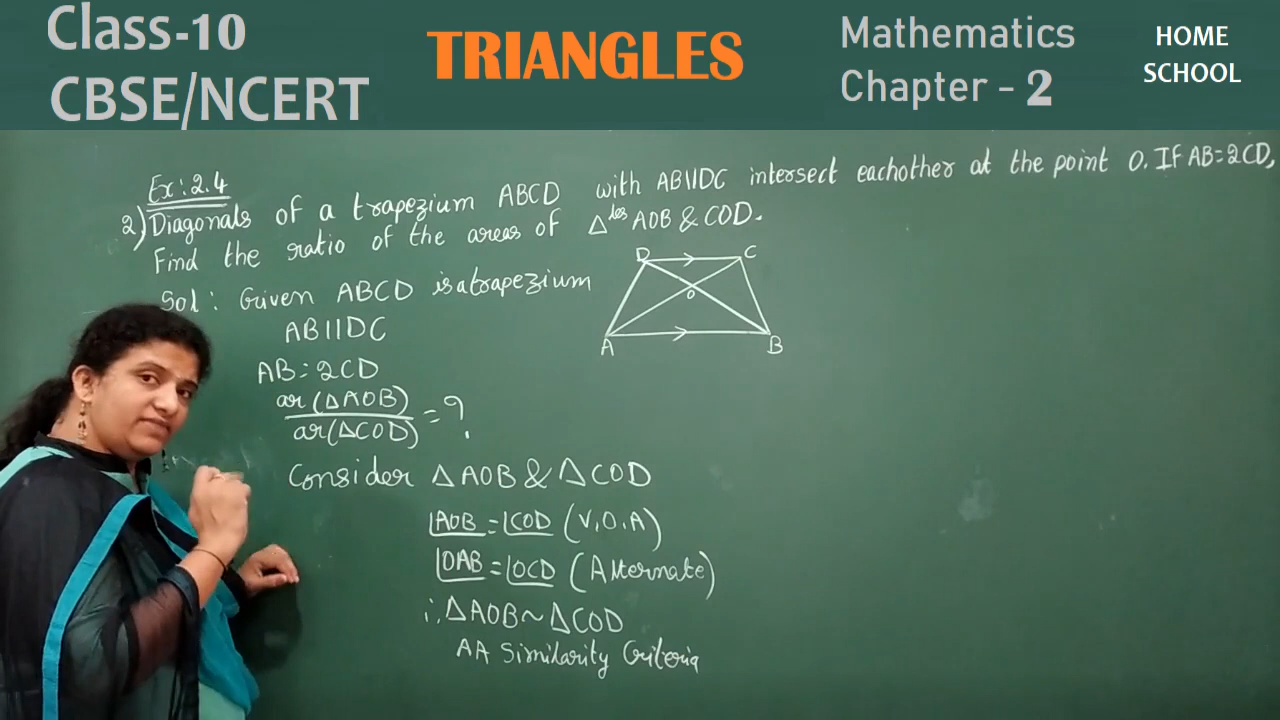 Class-10
CBSE/NCERT
TRIANGLES
Mathematics
Chapter - 2
HOME
SCHOOL
Ex: 2.4
2) Diagonals of a trapezium ABCD with AB||DC intersect eachother at the point O. If AB=2CD,
Find the ratio of the areas of Δles AOB & COD.
Sol: Given ABCD is a trapezium
AB||DC
AB = 2CD
ar(ΔAOB)
ar(ΔCOD) = ?
Consider ΔAOB & ΔCOD
∠AOB = ∠COD (V.O.A)
∠OAB = ∠OCD (Alternate)
∴ ΔAOB ~ ΔCOD
AA Similarity Criteria
D
C
O
A
B